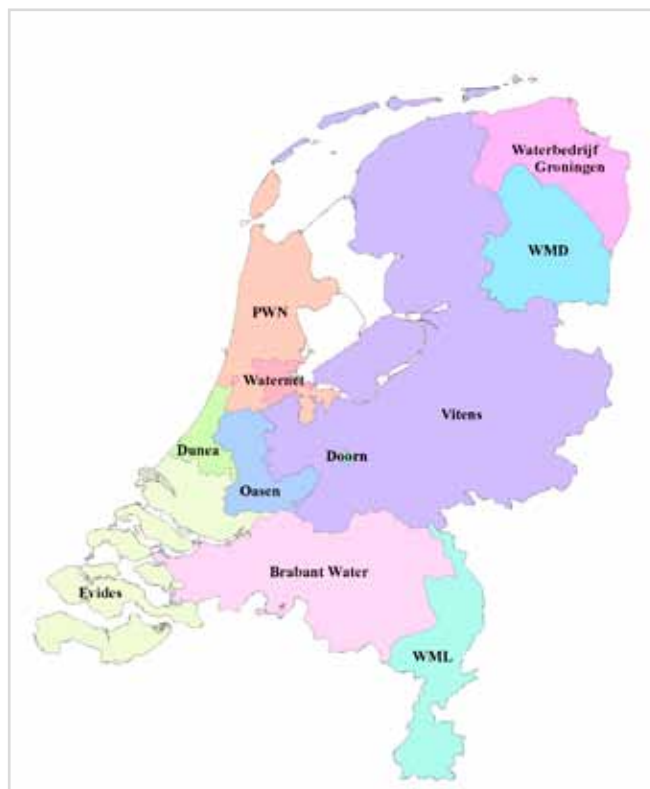 Waterbedrijf
Groningen
WMD
PWN
Waternet
Vitens
Dunea
Doorn
Oasen
Brabant Water
Evides
WML